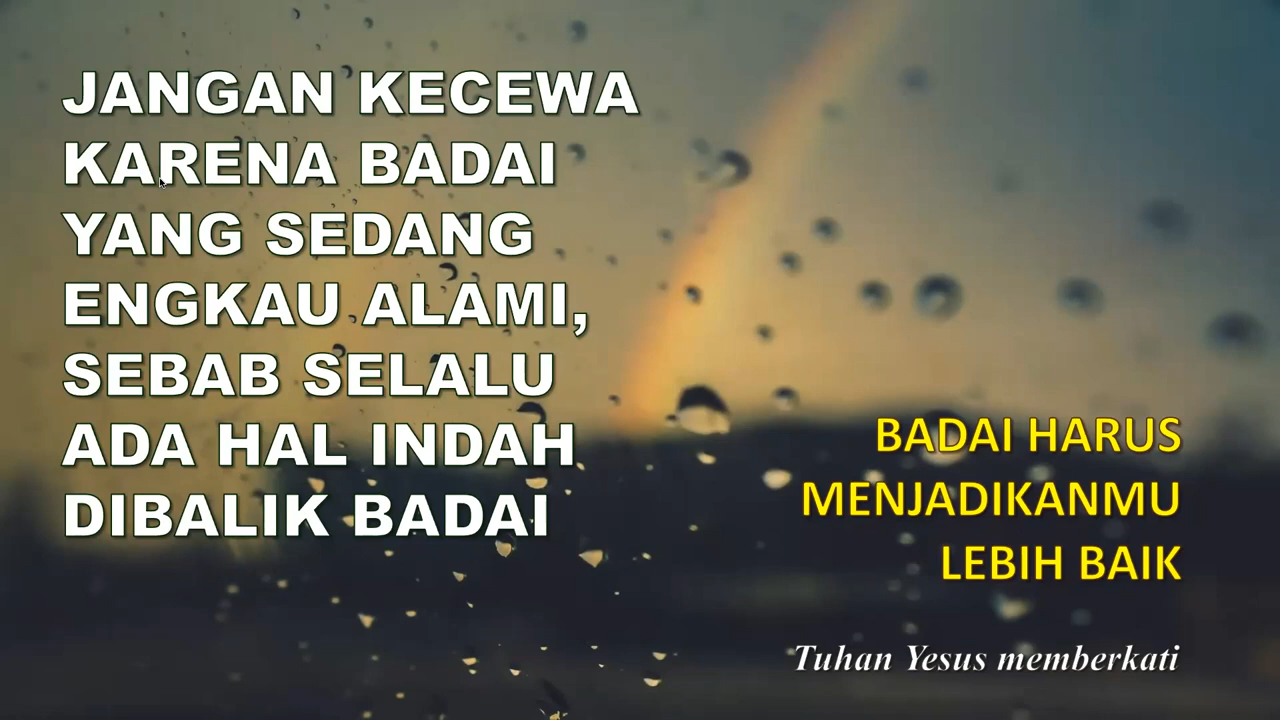 JANGAN KECEWA
KARENA BADAI
YANG SEDANG
ENGKAU ALAMI,
SEBAB SELALU
ADA HAL INDAH
DIBALIK BADAI
BADAI HARUS
MENJADIKANMU
LEBIH BAIK
Tuhan Yesus memberkati